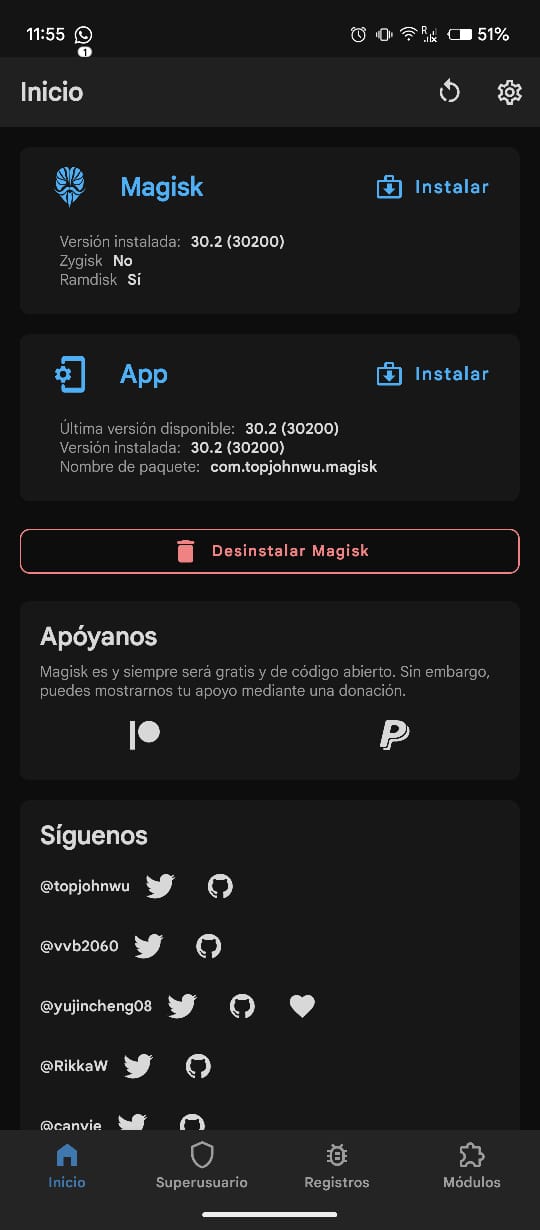 11:55
1
R
51%
Inicio
Magisk
Instalar
Versión instalada: 30.2 (30200)
Zygisk No
Ramdisk Sí
App
Instalar
Última versión disponible: 30.2 (30200)
Versión instalada: 30.2 (30200)
Nombre de paquete: com.topjohnwu.magisk
Desinstalar Magisk
Apóyanos
Magisk es y siempre será gratis y de código abierto. Sin embargo,
puedes mostrarnos tu apoyo mediante una donación.
Síguenos
@topjohnwu
@vvb2060
@yujincheng08
@RikkaW
@canyie
Inicio
Superusuario
Registros
Módulos